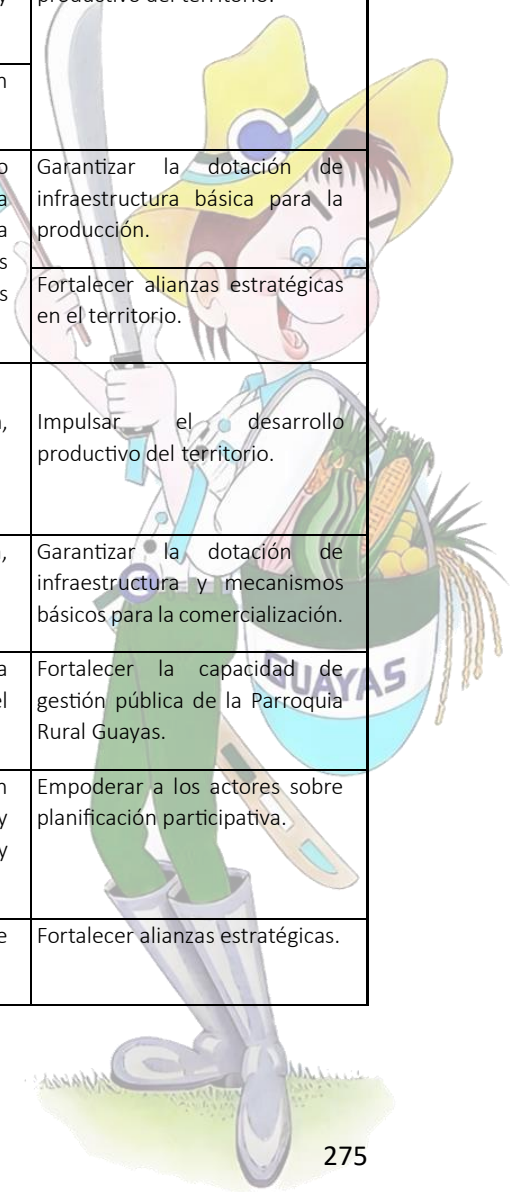 y
productivo del territorio.
n
o
a
a
s
s
Garantizar la dotación de
infraestructura básica para la
producción.
Fortalecer alianzas estratégicas
en el territorio.
,
Impulsar el desarrollo
productivo del territorio.
,
Garantizar la dotación de
infraestructura y mecanismos
básicos para la comercialización.
a
el
Fortalecer la capacidad de
gestión pública de la Parroquia
Rural Guayas.
GUAYAS
n
y
y
Empoderar a los actores sobre
planificación participativa.
e
Fortalecer alianzas estratégicas.
275